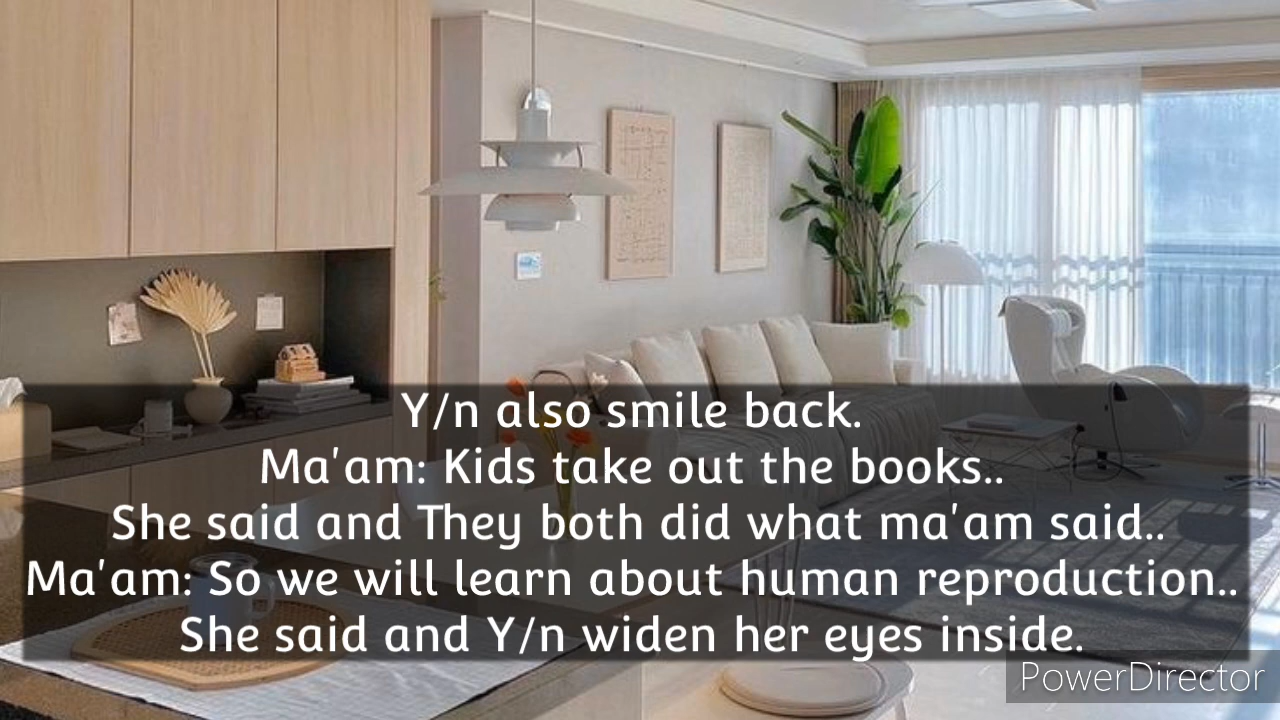 Y/n also smile back.
Ma'am: Kids take out the books..
She said and They both did what ma'am said..
Ma'am: So we will learn about human reproduction..
She said and Y/n widen her eyes inside.
PowerDirector